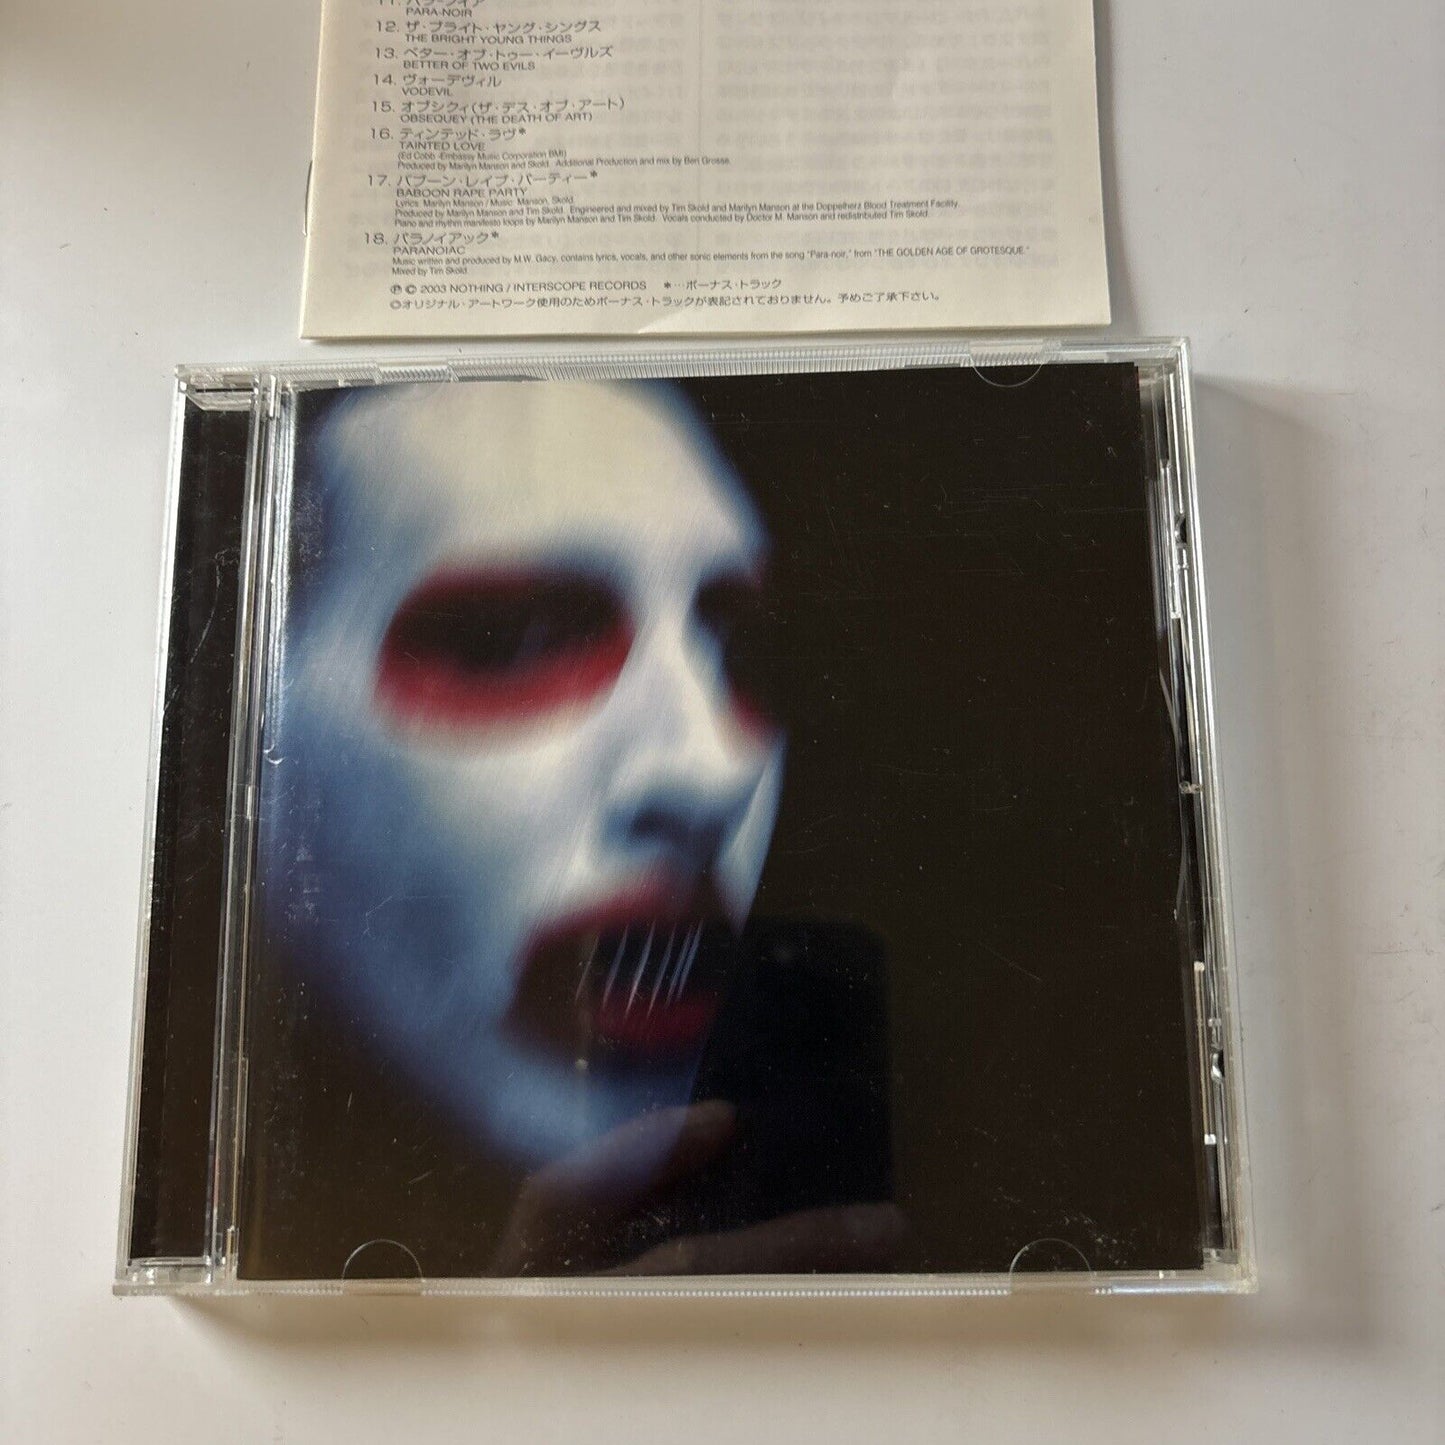 11. パラ・ノイア
PARA-NOIR
12. ザ・ブライト・ヤング・シングス
THE BRIGHT YOUNG THINGS
13. ベター・オブ・トゥー・イーヴルズ
BETTER OF TWO EVILS
14. ヴォーデヴィル
VODEVIL
15. オブシクィ(ザ・デス・オブ・アート)
OBSEQUEY (THE DEATH OF ART)
16. ティンテッド・ラヴ*
TAINTED LOVE
(Ed Cobb -Embassy Music Corporation BMI)
Produced by Marilyn Manson and Skold. Additional Production and mix by Ben Grosse.
17. バブーン・レイプ・パーティー*
BABOON RAPE PARTY
Lyrics: Marilyn Manson / Music: Manson, Skold.
Produced by Marilyn Manson and Tim Skold. Engineered and mixed by Tim Skold and Marilyn Manson at the Doppelherz Blood Treatment Facility.
Piano and rhythm manifesto loops by Marilyn Manson and Tim Skold. Vocals conducted by Doctor M. Manson and redistributed Tim Skold.
18. パラノイアック*
PARANOIAC
Music written and produced by M.W. Gacy, contains lyrics, vocals, and other sonic elements from the song "Para-noir," from "THE GOLDEN AGE OF GROTESQUE."
Mixed by Tim Skold.
℗ © 2003 NOTHING / INTERSCOPE RECORDS *…ボーナス・トラック
◎オリジナル・アートワーク使用のためボーナス・トラックが表記されておりません。予めご了承下さい。